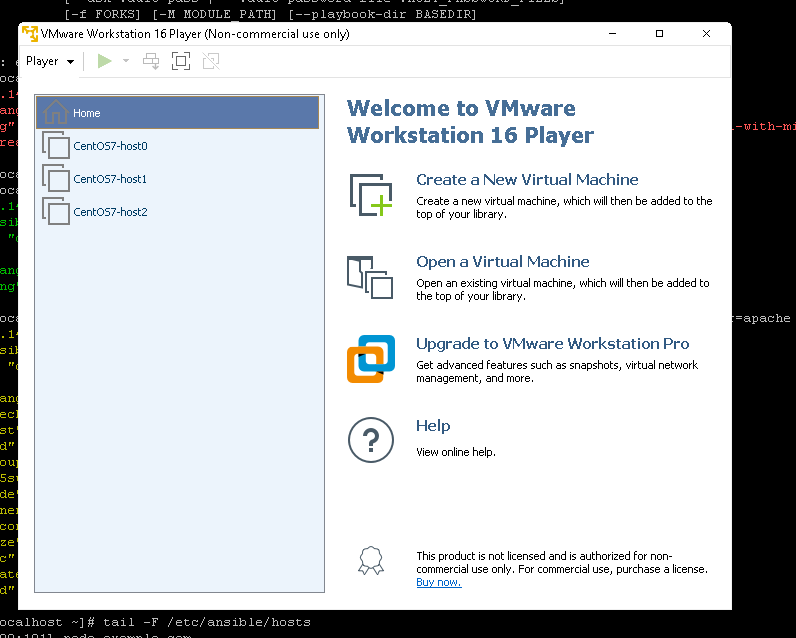 [-f FORKS] [-M MODULE_PATH] [--playbook-dir BASEDIR]
VMware Workstation 16 Player (Non-commercial use only)
Player
Home
CentOS7-host0
CentOS7-host1
CentOS7-host2
Welcome to VMware
Workstation 16 Player
Create a New Virtual Machine
Create a new virtual machine, which will then be added to the
top of your library.
Open a Virtual Machine
Open an existing virtual machine, which will then be added to
the top of your library.
Upgrade to VMware Workstation Pro
Get advanced features such as snapshots, virtual network
management, and more.
Help
View online help.
This product is not licensed and is authorized for non-
commercial use only. For commercial use, purchase a license.
Buy now.
=apache
ocalhost ~]# tail -F /etc/ansible/hosts